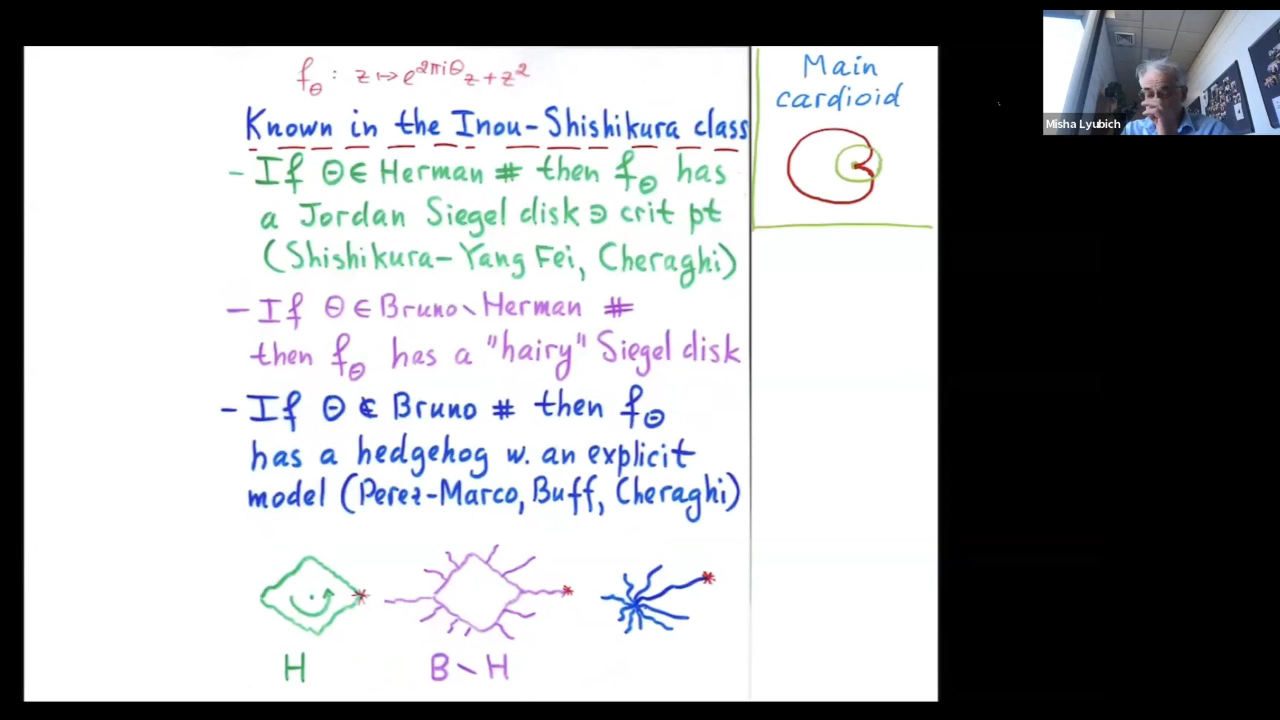 f_θ : z ↦ e^{2πiθ} z + z²
Known in the Inou-Shishikura class
- If Θ ∈ Herman # then f_Θ has
a Jordan Siegel disk ∋ crit pt
(Shishikura-Yang Fei, Cheraghi)
- If Θ ∈ Bruno∖Herman #
then f_Θ has a "hairy" Siegel disk
- If Θ ∉ Bruno # then f_Θ
has a hedgehog w. an explicit
model (Perez-Marco, Buff, Cheraghi)
H
B∖H
Main
cardioid
Misha Lyubich